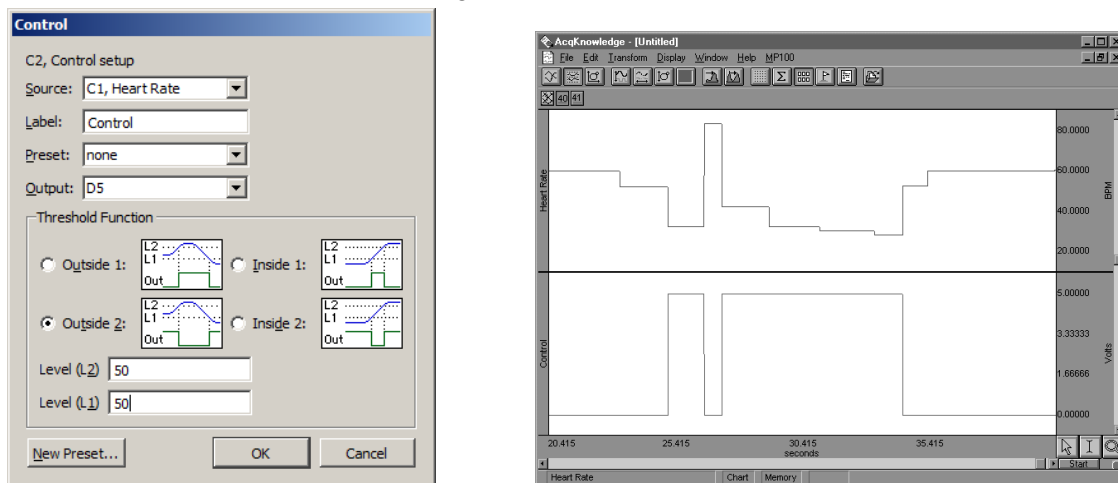 Control
C2, Control setup
Source: C1, Heart Rate
Label: Control
Preset: none
Output: D5
Threshold Function
Outside 1: L2 L1 Out
Inside 1: L2 L1 Out
Outside 2: L2 L1 Out
Inside 2: L2 L1 Out
Level (L2) 50
Level (L1) 50
New Preset... OK Cancel
AcqKnowledge - [Untitled]
File Edit Transform Display Window Help MP100
40 41
Heart Rate
80.0000
60.0000
40.0000
20.0000
BPM
Control
5.00000
3.33333
1.66666
0.00000
Volts
20.415 25.415 30.415 35.415
seconds
Start
Heart Rate Chart Memory